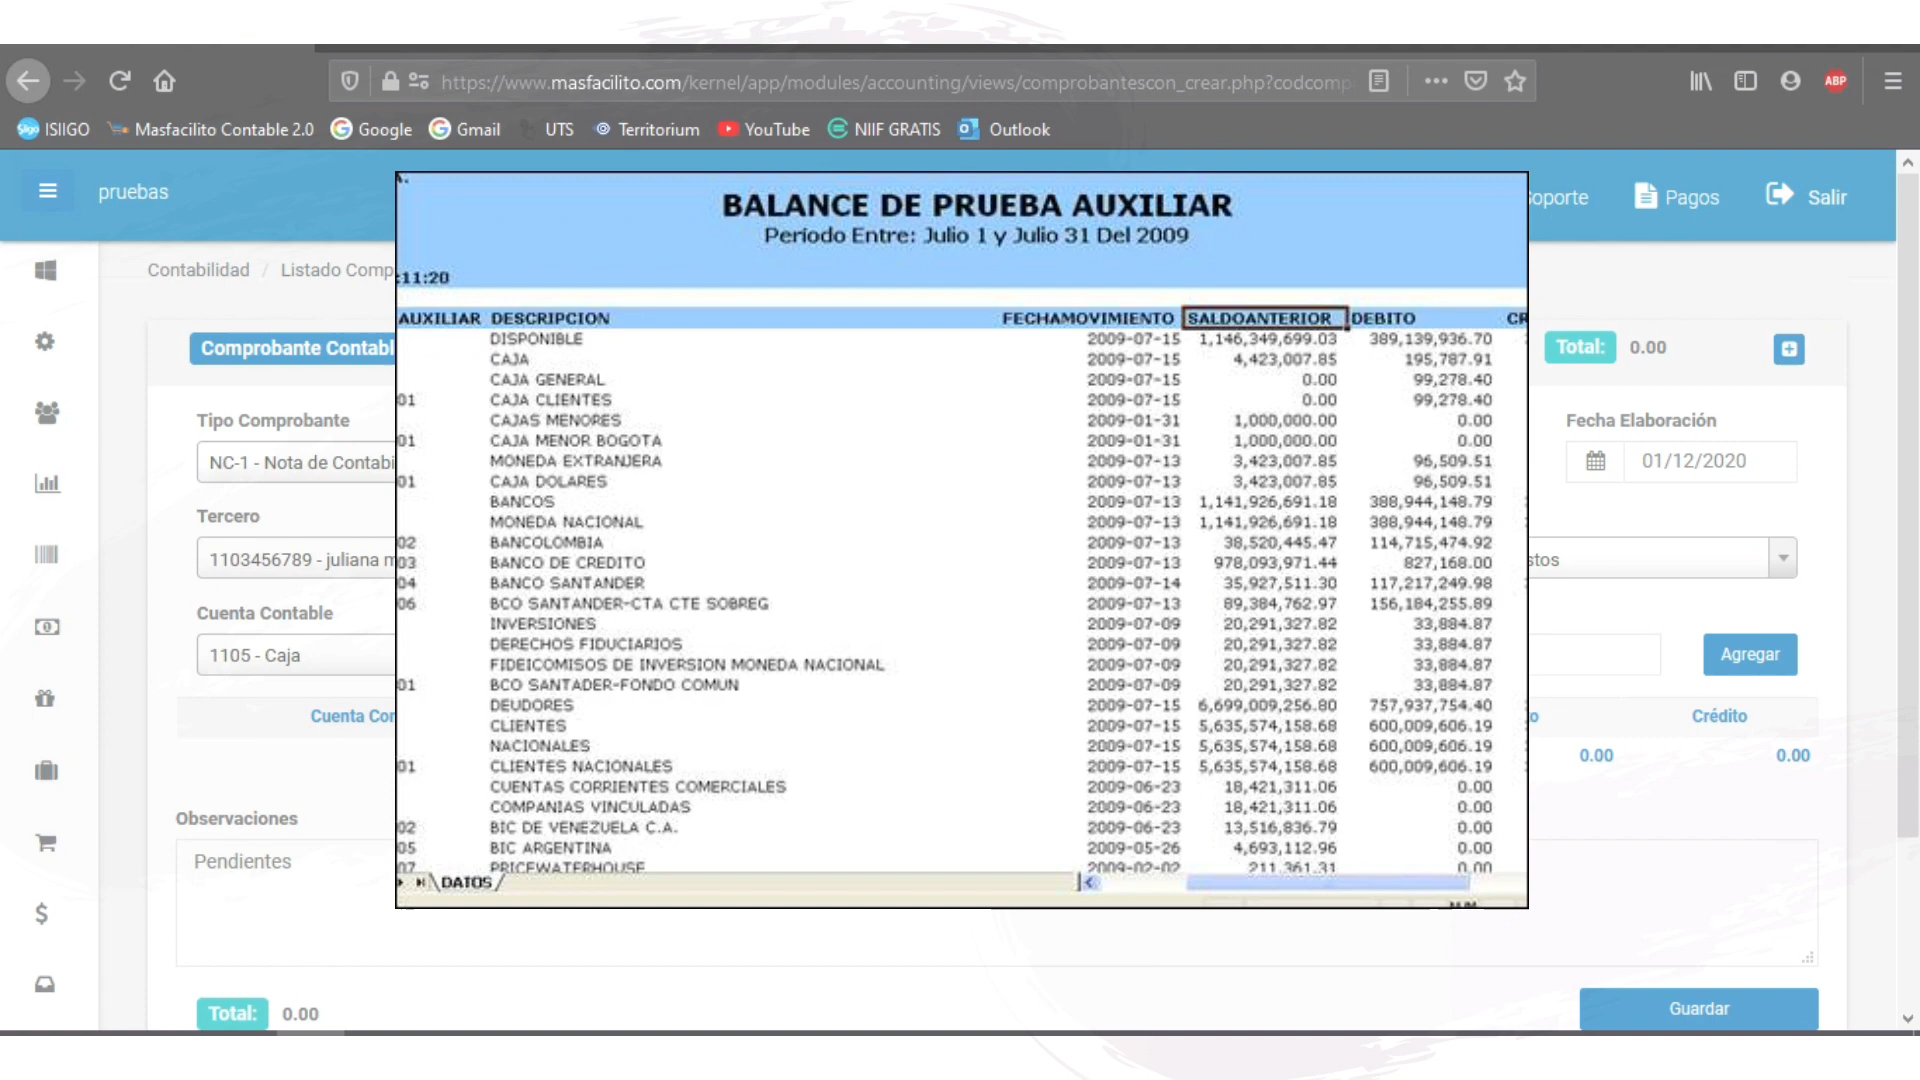 https://www.masfacilito.com/kernel/app/modules/accounting/views/comprobantescon_crear.php?codcomp
ABP
ISIIGO Masfacilito Contable 2.0 Google Gmail UTS Territorium YouTube NIIF GRATIS Outlook
pruebas
Soporte Pagos Salir
Contabilidad / Listado Comp
Comprobante Contabl
Total: 0.00
Tipo Comprobante
NC-1 - Nota de Contabi
Fecha Elaboración
01/12/2020
Tercero
1103456789 - juliana m
stos
Cuenta Contable
1105 - Caja
Agregar
Cuenta Con
o Crédito
0.00 0.00
Observaciones
Pendientes
Total: 0.00
Guardar
BALANCE DE PRUEBA AUXILIAR
Periodo Entre: Julio 1 y Julio 31 Del 2009
:11:20
AUXILIAR DESCRIPCION FECHAMOVIMIENTO SALDOANTERIOR DEBITO CR
DISPONIBLE 2009-07-15 1,146,349,699.03 389,139,936.70
CAJA 2009-07-15 4,423,007.85 195,787.91
CAJA GENERAL 2009-07-15 0.00 99,278.40
01 CAJA CLIENTES 2009-07-15 0.00 99,278.40
CAJAS MENORES 2009-01-31 1,000,000.00 0.00
01 CAJA MENOR BOGOTA 2009-01-31 1,000,000.00 0.00
MONEDA EXTRANJERA 2009-07-13 3,423,007.85 96,509.51
01 CAJA DOLARES 2009-07-13 3,423,007.85 96,509.51
BANCOS 2009-07-13 1,141,926,691.18 388,944,148.79
MONEDA NACIONAL 2009-07-13 1,141,926,691.18 388,944,148.79
02 BANCOLOMBIA 2009-07-13 38,520,445.47 114,715,474.92
03 BANCO DE CREDITO 2009-07-13 978,093,971.44 827,168.00
04 BANCO SANTANDER 2009-07-14 35,927,511.30 117,217,249.98
06 BCO SANTANDER-CTA CTE SOBREG 2009-07-13 89,384,762.97 156,184,255.89
INVERSIONES 2009-07-09 20,291,327.82 33,884.87
DERECHOS FIDUCIARIOS 2009-07-09 20,291,327.82 33,884.87
FIDEICOMISOS DE INVERSION MONEDA NACIONAL 2009-07-09 20,291,327.82 33,884.87
01 BCO SANTADER-FONDO COMUN 2009-07-09 20,291,327.82 33,884.87
DEUDORES 2009-07-15 6,699,009,256.80 757,937,754.40
CLIENTES 2009-07-15 5,635,574,158.68 600,009,606.19
NACIONALES 2009-07-15 5,635,574,158.68 600,009,606.19
01 CLIENTES NACIONALES 2009-07-15 5,635,574,158.68 600,009,606.19
CUENTAS CORRIENTES COMERCIALES 2009-06-23 18,421,311.06 0.00
COMPANIAS VINCULADAS 2009-06-23 18,421,311.06 0.00
02 BIC DE VENEZUELA C.A. 2009-06-23 13,516,836.79 0.00
05 BIC ARGENTINA 2009-05-26 4,693,112.96 0.00
07 PRICEWATERHOUSE 2009-02-02 211,361.31 0.00
DATOS